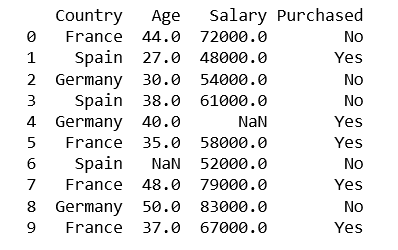 Country Age Salary Purchased
0 France 44.0 72000.0 No
1 Spain 27.0 48000.0 Yes
2 Germany 30.0 54000.0 No
3 Spain 38.0 61000.0 No
4 Germany 40.0 NaN Yes
5 France 35.0 58000.0 Yes
6 Spain NaN 52000.0 No
7 France 48.0 79000.0 Yes
8 Germany 50.0 83000.0 No
9 France 37.0 67000.0 Yes